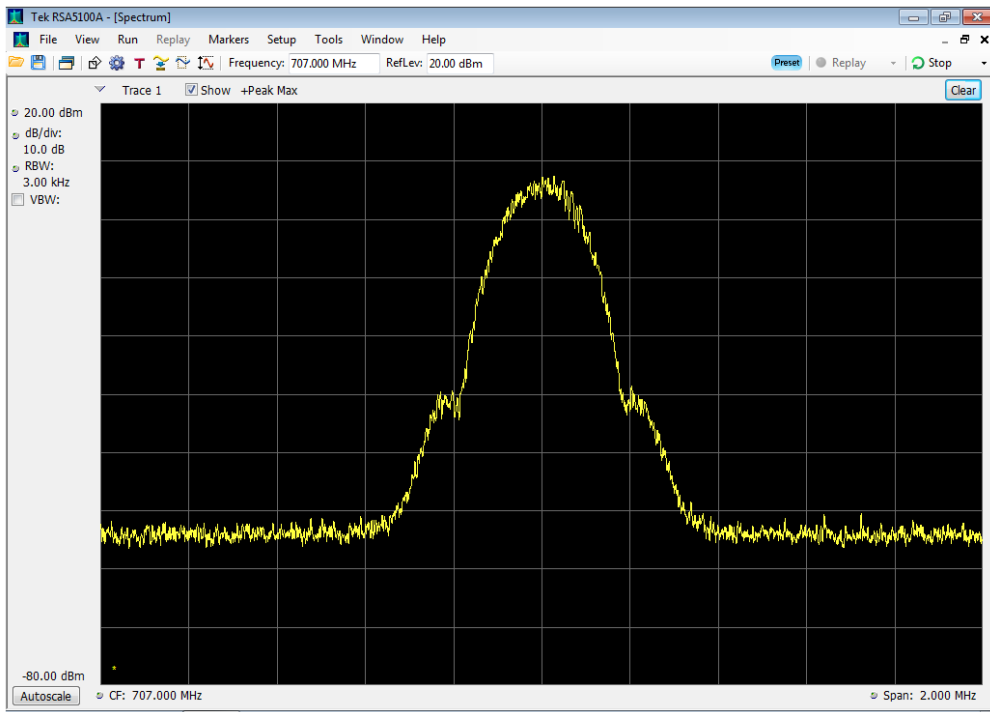 Tek RSA5100A - [Spectrum]
File View Run Replay Markers Setup Tools Window Help
T Frequency: 707.000 MHz RefLev: 20.00 dBm Preset Replay Stop
Trace 1 Show +Peak Max Clear
20.00 dBm
dB/div:
10.0 dB
RBW:
3.00 kHz
VBW:
-80.00 dBm
*
Autoscale CF: 707.000 MHz Span: 2.000 MHz